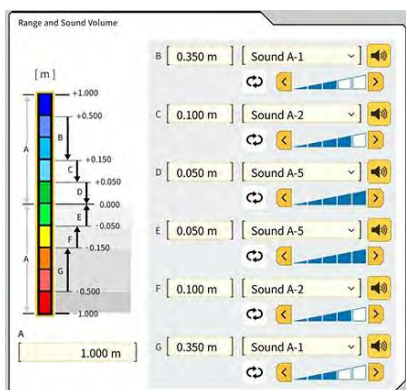 Range and Sound Volume
[m]
+1.000
+0.500
B
A
+0.150
C
+0.050
D
0.000
E
-0.050
F
-0.150
A
G
-0.500
-1.000
A
[ 1.000 m ]
B [ 0.350 m ] [ Sound A-1 ]
C [ 0.100 m ] [ Sound A-2 ]
D [ 0.050 m ] [ Sound A-5 ]
E [ 0.050 m ] [ Sound A-5 ]
F [ 0.100 m ] [ Sound A-2 ]
G [ 0.350 m ] [ Sound A-1 ]